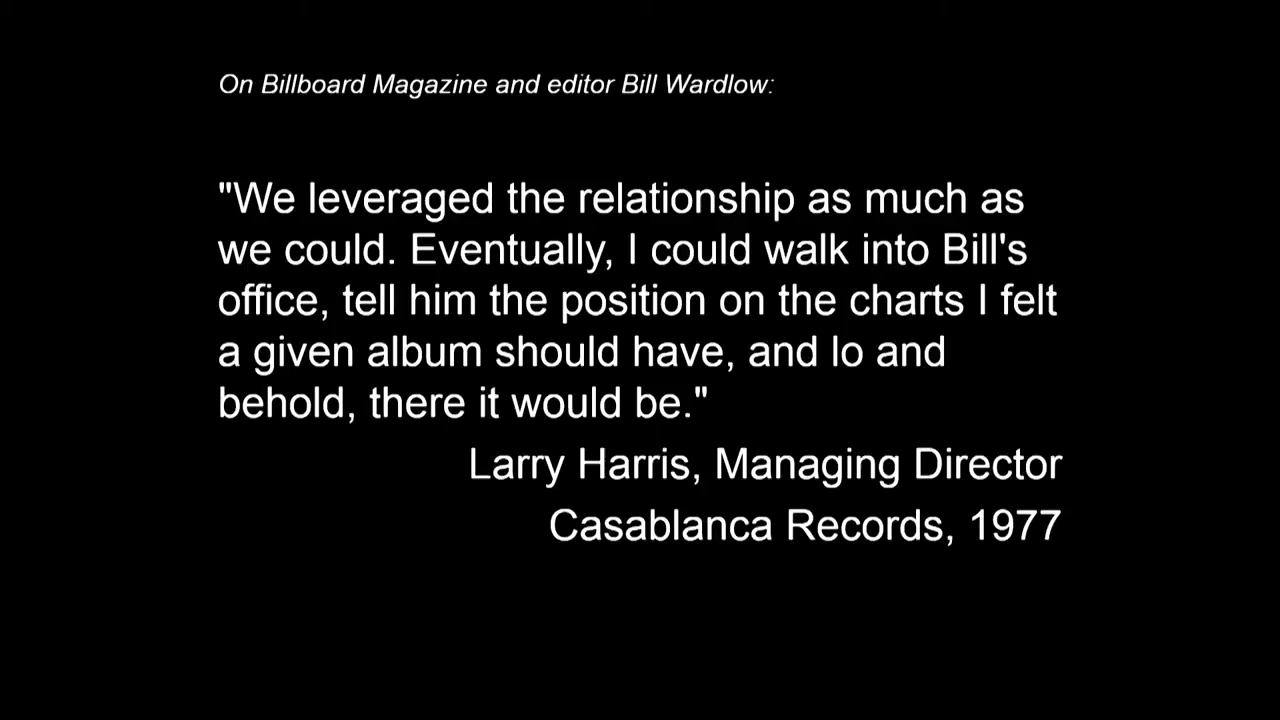 On Billboard Magazine and editor Bill Wardlow:
"We leveraged the relationship as much as
we could. Eventually, I could walk into Bill's
office, tell him the position on the charts I felt
a given album should have, and lo and
behold, there it would be."
Larry Harris, Managing Director
Casablanca Records, 1977